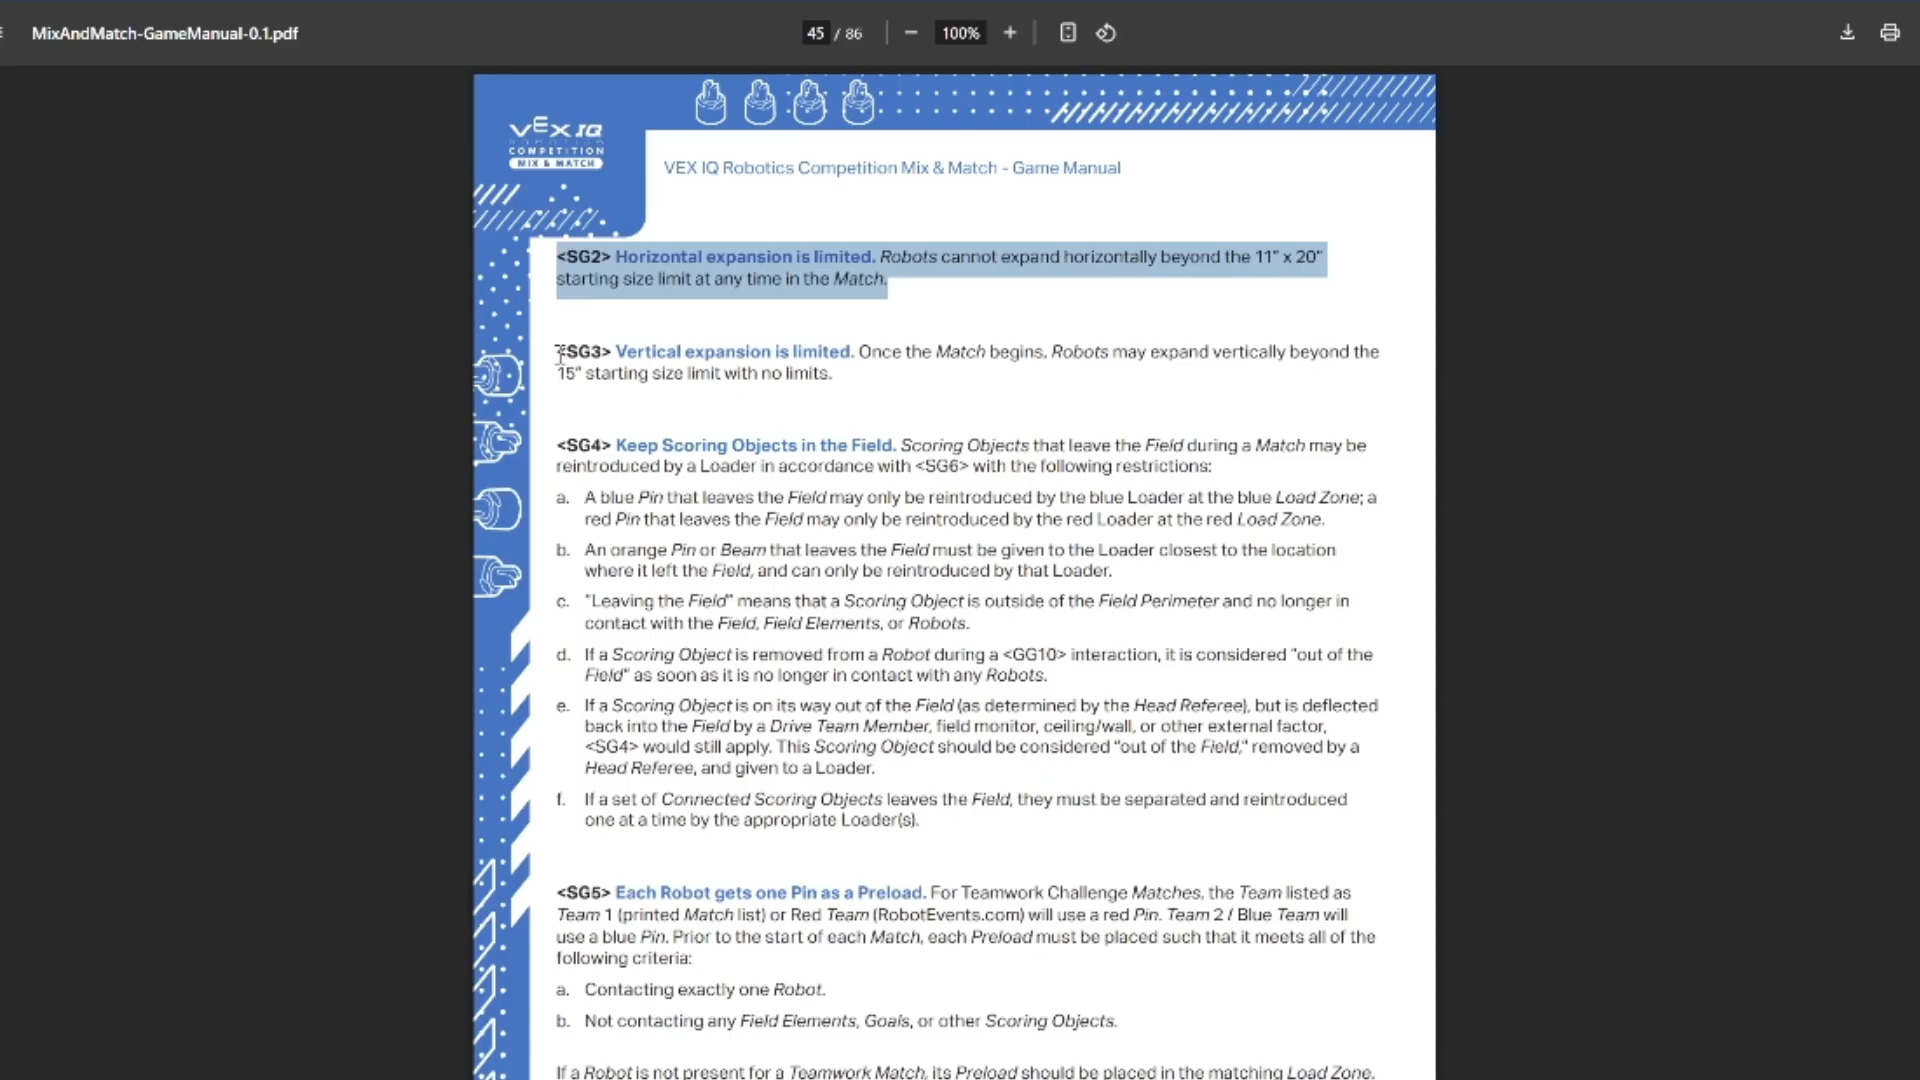 MixAndMatch-GameManual-0.1.pdf
45 / 86
100%
VEX IQ
COMPETITION
MIX & MATCH
VEX IQ Robotics Competition Mix & Match - Game Manual
<SG2> Horizontal expansion is limited. Robots cannot expand horizontally beyond the 11" x 20"
starting size limit at any time in the Match.
<SG3> Vertical expansion is limited. Once the Match begins, Robots may expand vertically beyond the
15" starting size limit with no limits.
<SG4> Keep Scoring Objects in the Field. Scoring Objects that leave the Field during a Match may be
reintroduced by a Loader in accordance with <SG6> with the following restrictions:
a. A blue Pin that leaves the Field may only be reintroduced by the blue Loader at the blue Load Zone; a
red Pin that leaves the Field may only be reintroduced by the red Loader at the red Load Zone.
b. An orange Pin or Beam that leaves the Field must be given to the Loader closest to the location
where it left the Field, and can only be reintroduced by that Loader.
c. "Leaving the Field" means that a Scoring Object is outside of the Field Perimeter and no longer in
contact with the Field, Field Elements, or Robots.
d. If a Scoring Object is removed from a Robot during a <GG10> interaction, it is considered "out of the
Field" as soon as it is no longer in contact with any Robots.
e. If a Scoring Object is on its way out of the Field (as determined by the Head Referee), but is deflected
back into the Field by a Drive Team Member, field monitor, ceiling/wall, or other external factor,
<SG4> would still apply. This Scoring Object should be considered "out of the Field," removed by a
Head Referee, and given to a Loader.
f. If a set of Connected Scoring Objects leaves the Field, they must be separated and reintroduced
one at a time by the appropriate Loader(s).
<SG5> Each Robot gets one Pin as a Preload. For Teamwork Challenge Matches, the Team listed as
Team 1 (printed Match list) or Red Team (RobotEvents.com) will use a red Pin. Team 2 / Blue Team will
use a blue Pin. Prior to the start of each Match, each Preload must be placed such that it meets all of the
following criteria:
a. Contacting exactly one Robot.
b. Not contacting any Field Elements, Goals, or other Scoring Objects.
If a Robot is not present for a Teamwork Match, its Preload should be placed in the matching Load Zone.